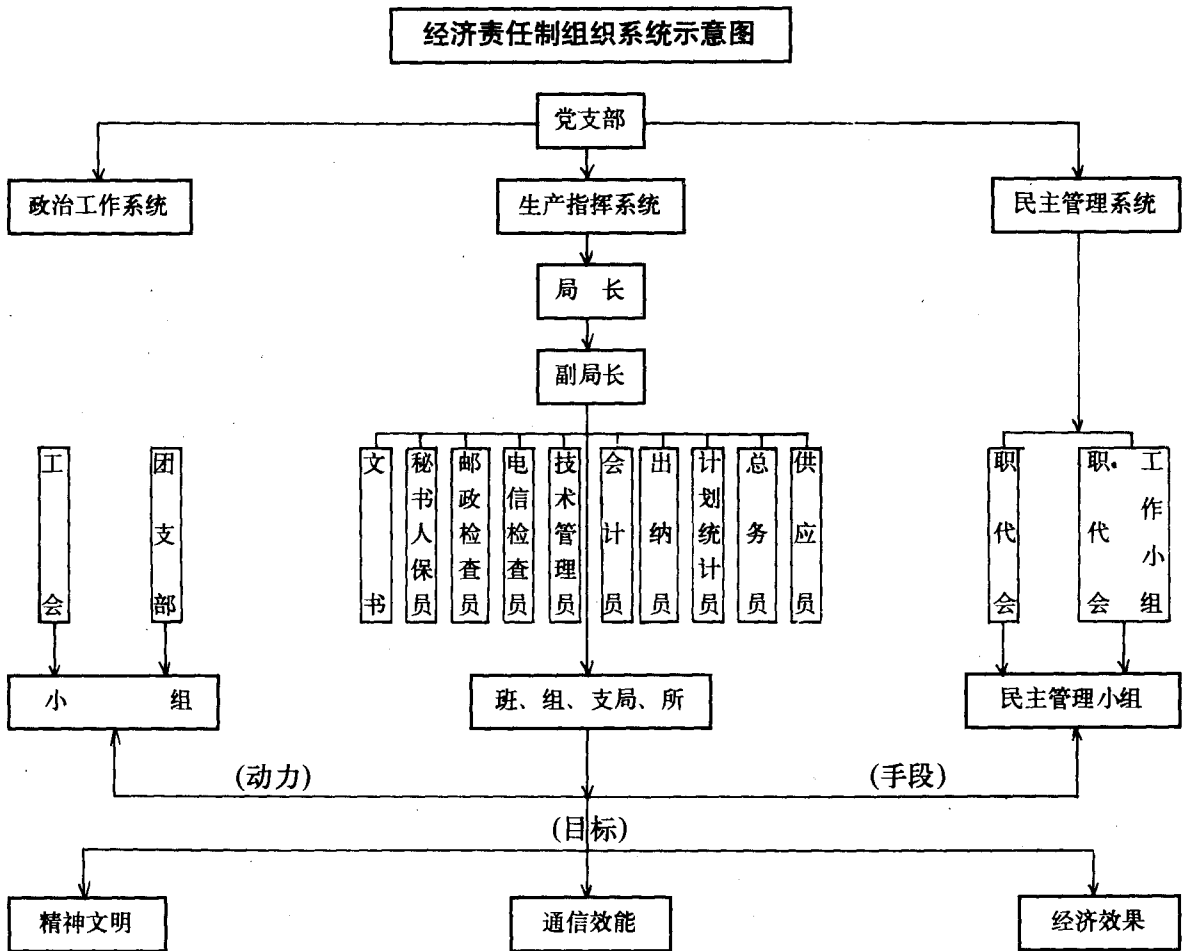 经济责任制组织系统示意图
党支部
政治工作系统
生产指挥系统
民主管理系统
局 长
副局长
工会
团支部
文书
秘书人保员
邮政检查员
电信检查员
技术管理员
会计员
出纳员
计划统计员
总务员
供应员
职代会
职代会
工作小组
小 组
班、组、支局、所
民主管理小组
(动力)
(手段)
(目标)
精神文明
通信效能
经济效果